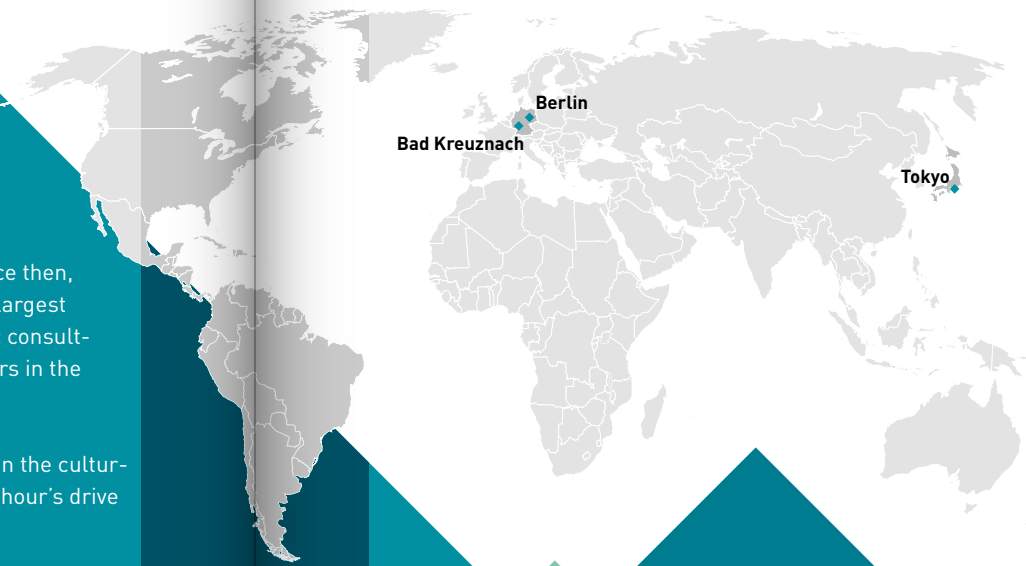 ce then,
argest
consult-
rs in the
n the cultur-
hour's drive
Berlin
Bad Kreuznach
Tokyo